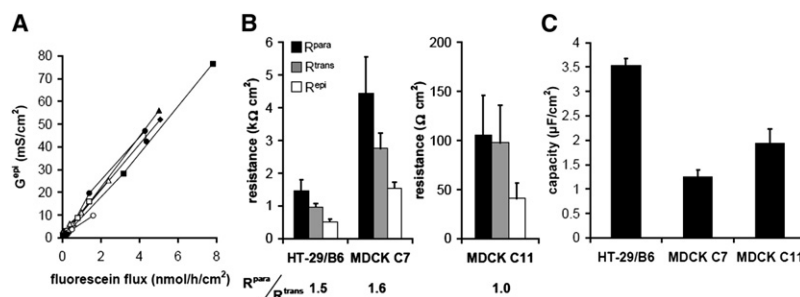 A
80
70
60
50
40
30
20
10
0
0 2 4 6 8
G^epi (mS/cm²)
fluorescein flux (nmol/h/cm²)
B
6
5
4
3
2
1
0
resistance (kΩ cm²)
R^para
R^trans
R^epi
HT-29/B6 MDCK C7
200
150
100
50
0
resistance (Ω cm²)
MDCK C11
R^para/R^trans 1.5 1.6 1.0
C
4
3.5
3
2.5
2
1.5
1
0.5
0
capacity (µF/cm²)
HT-29/B6 MDCK C7 MDCK C11